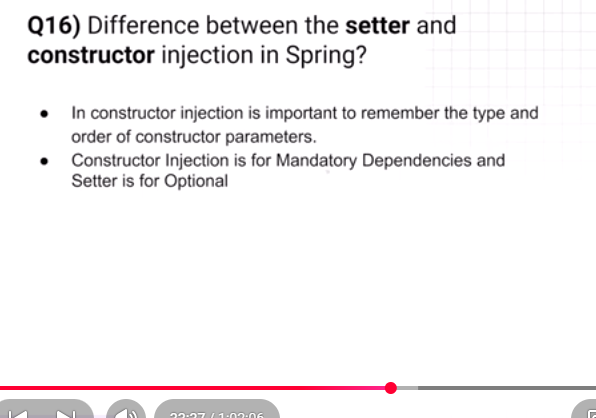 Q16) Difference between the setter and
constructor injection in Spring?
● In constructor injection is important to remember the type and
order of constructor parameters.
● Constructor Injection is for Mandatory Dependencies and
Setter is for Optional